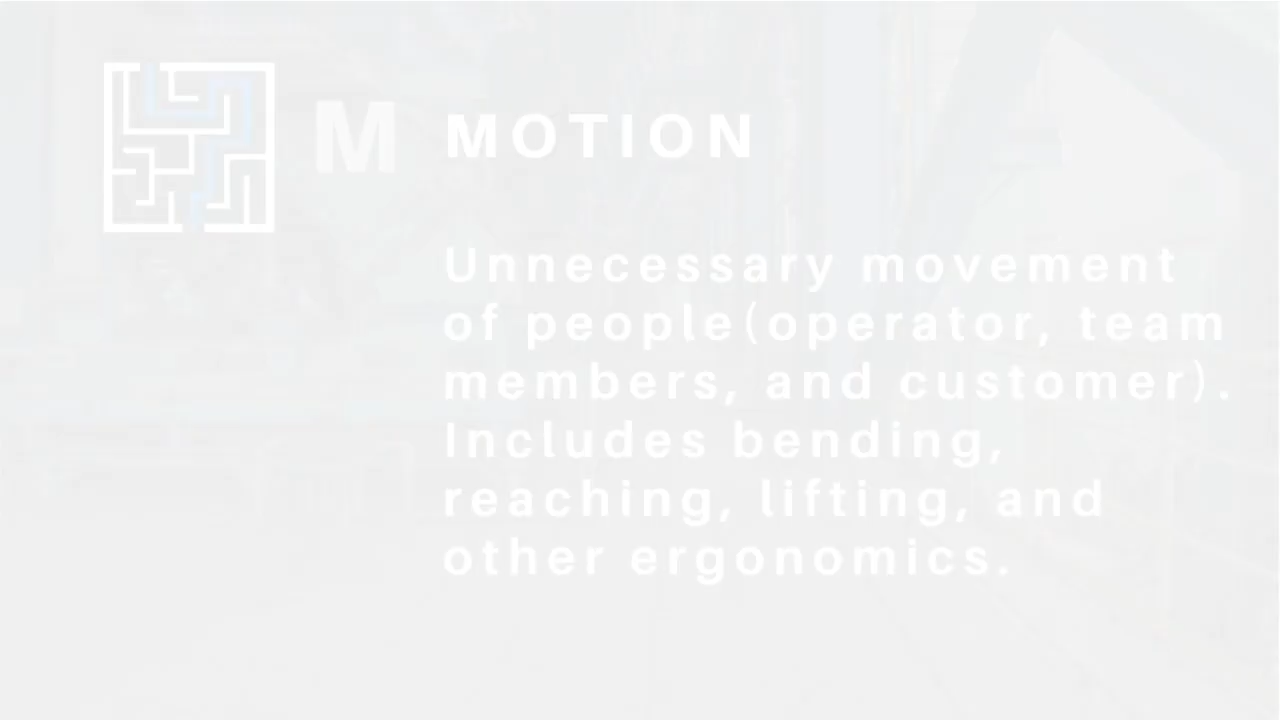 M MOTION
Unnecessary movement
of people(operator, team
members, and customer).
Includes bending,
reaching, lifting, and
other ergonomics.